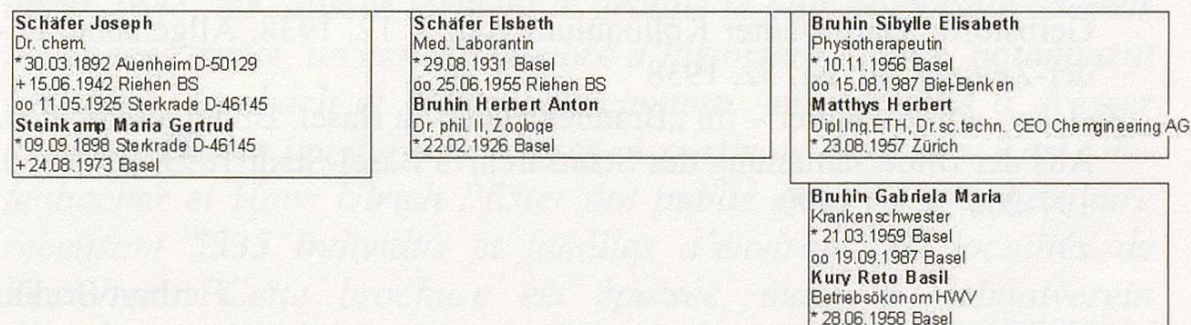 Schäfer Joseph
Dr. chem.
*30.03.1892 Auenheim D-50129
+15.06.1942 Riehen BS
oo 11.05.1925 Sterkrade D-46145
Steinkamp Maria Gertrud
*09.09.1898 Sterkrade D-46145
+24.08.1973 Basel
Schäfer Elsbeth
Med. Laborantin
*29.08.1931 Basel
oo 25.06.1955 Riehen BS
Bruhin Herbert Anton
Dr. phil. II, Zoologe
*22.02.1926 Basel
Bruhin Sibylle Elisabeth
Physiotherapeutin
* 10.11.1956 Basel
oo 15.08.1987 Biel-Benken
Matthys Herbert
Dipl.Ing.ETH, Dr.sc.techn. CEO Chemgineering AG
* 23.08.1957 Zürich
Bruhin Gabriela Maria
Krankenschwester
* 21.03.1959 Basel
oo 19.09.1987 Basel
Kury Reto Basil
Betriebsökonom HWV
* 28.06.1958 Basel